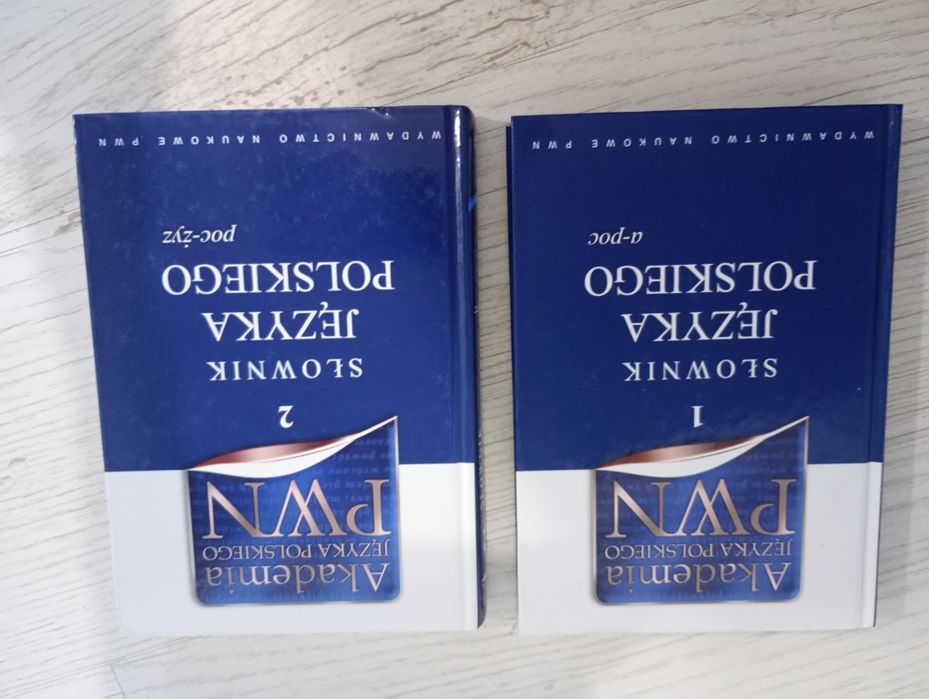 Akademia
JĘZYKA POLSKIEGO
PWN
1
SŁOWNIK
JĘZYKA
POLSKIEGO
a-poc
WYDAWNICTWO NAUKOWE PWN
Akademia
JĘZYKA POLSKIEGO
PWN
2
SŁOWNIK
JĘZYKA
POLSKIEGO
poc-żyz
WYDAWNICTWO NAUKOWE PWN